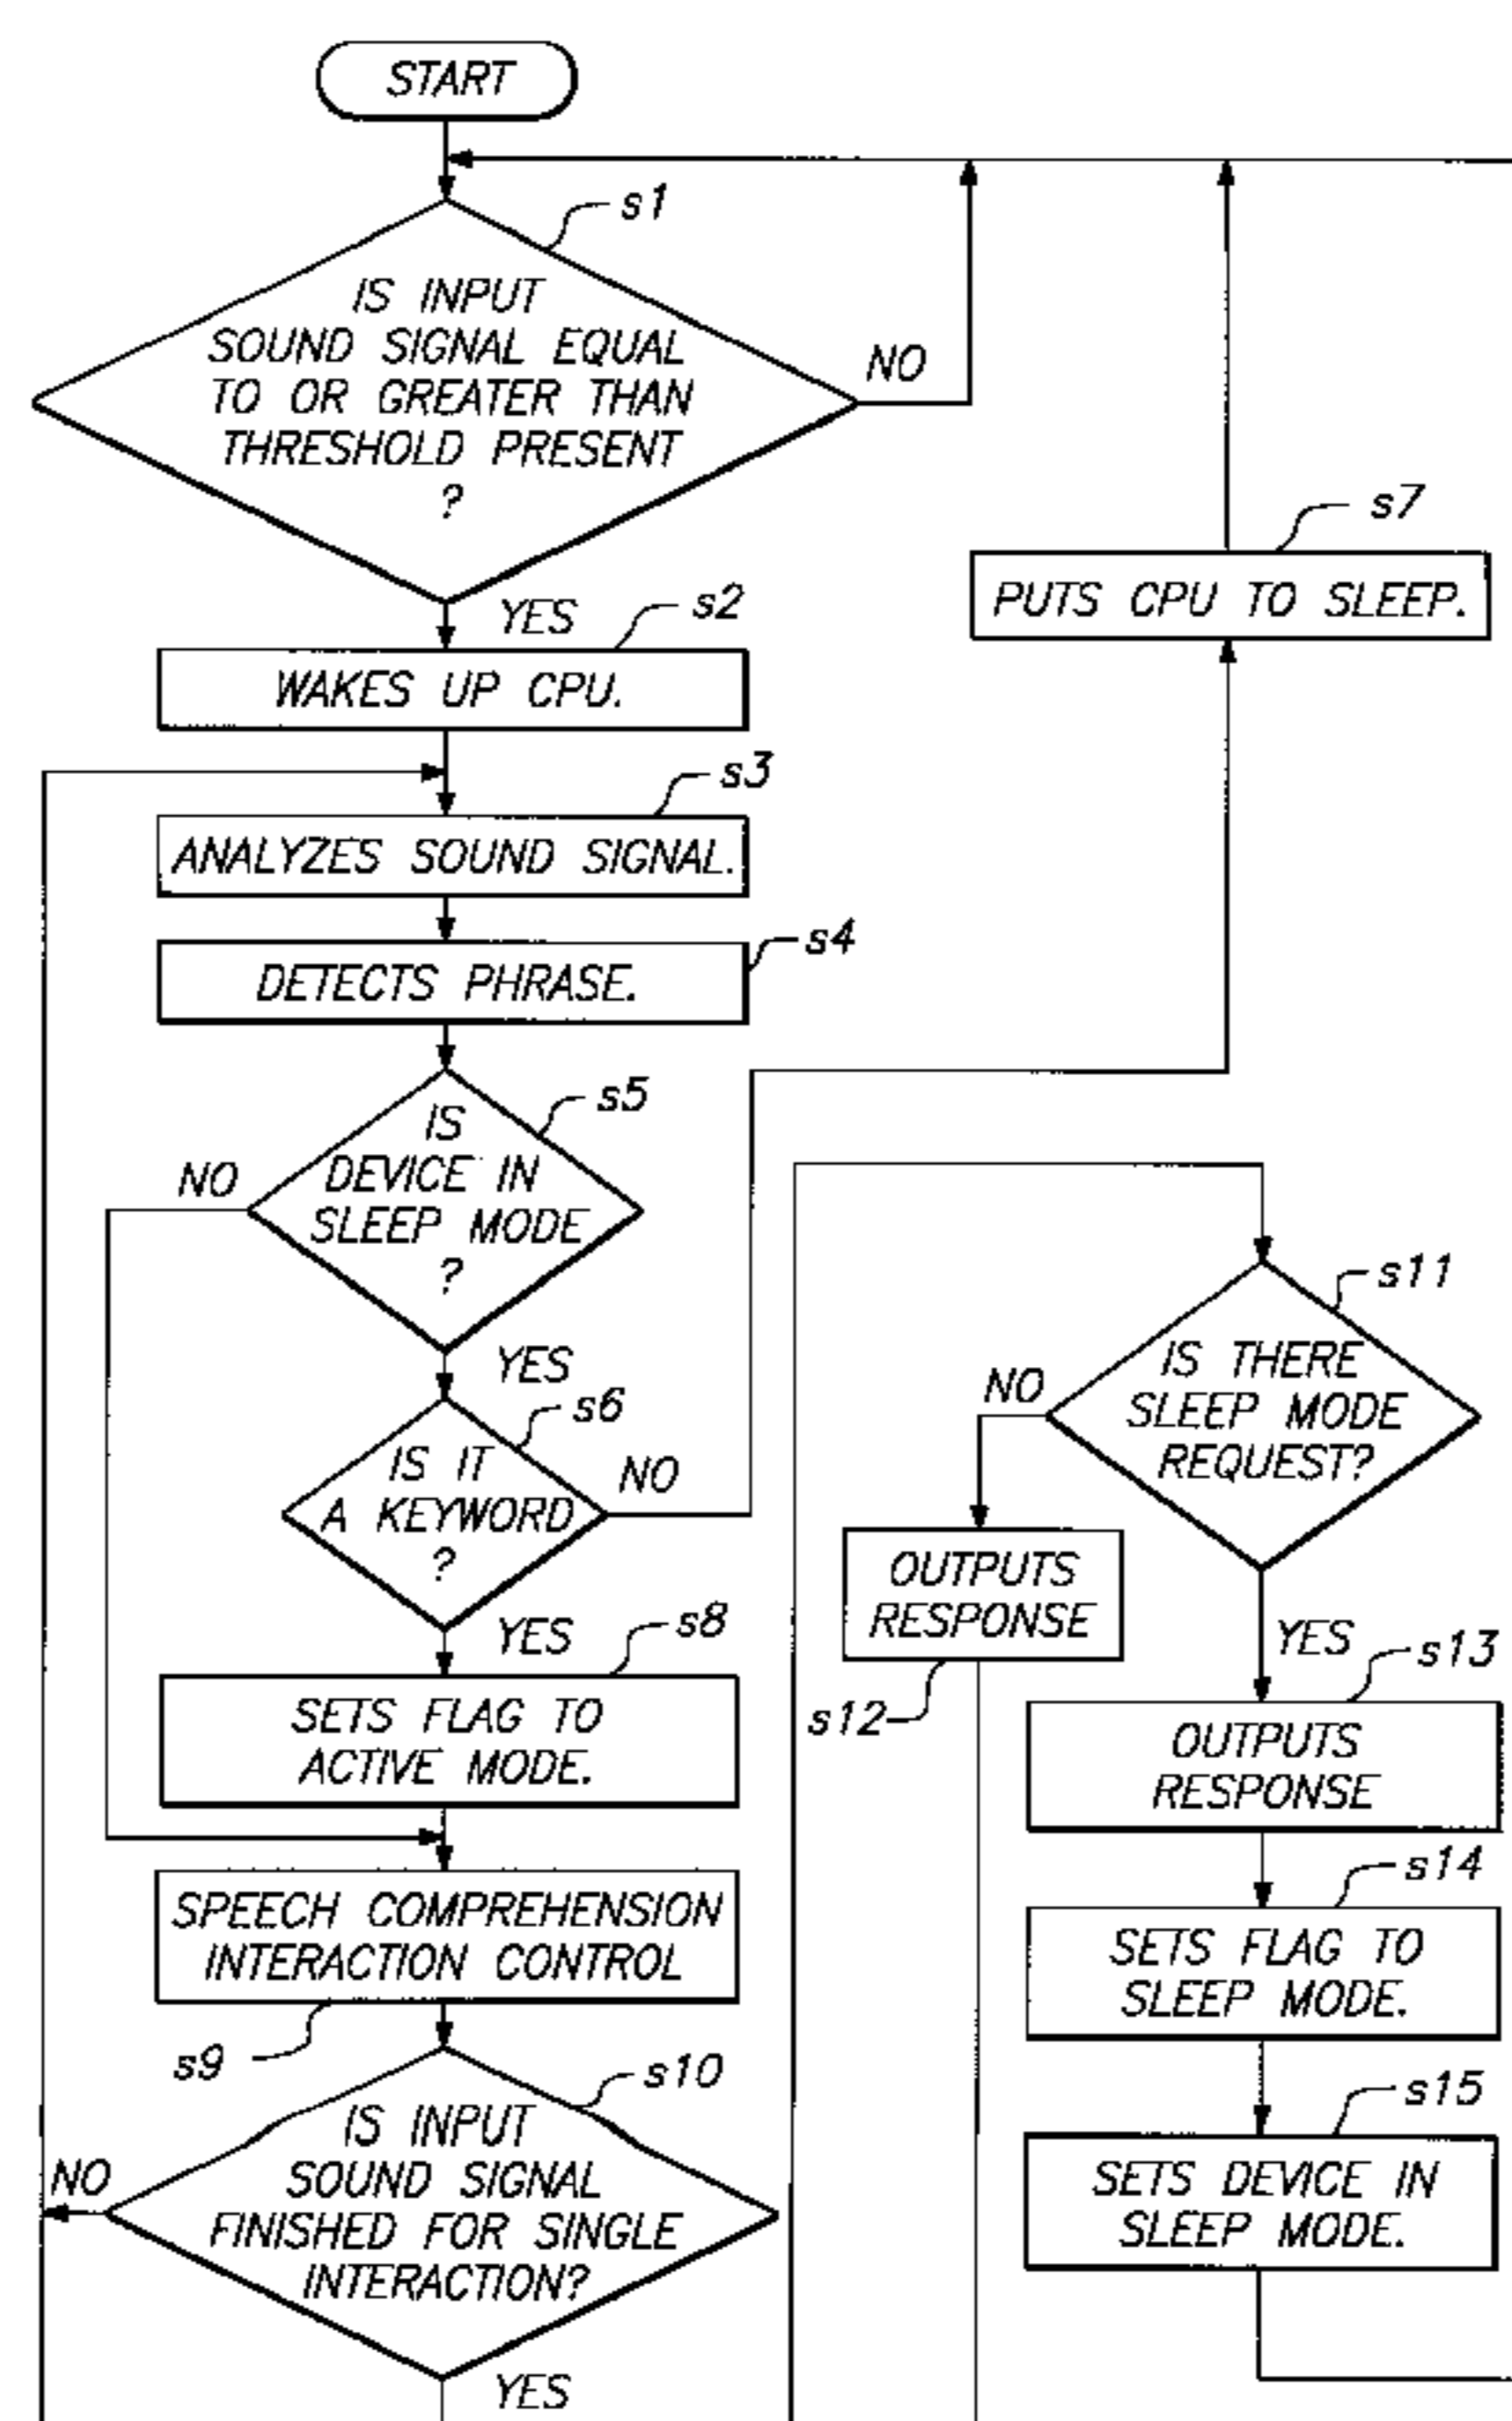 START
s1
IS INPUT
SOUND SIGNAL EQUAL
TO OR GREATER THAN
THRESHOLD PRESENT
?
NO
YES
s2
WAKES UP CPU.
s7
PUTS CPU TO SLEEP.
s3
ANALYZES SOUND SIGNAL.
s4
DETECTS PHRASE.
s5
IS
DEVICE IN
SLEEP MODE
?
NO
YES
s6
IS IT
A KEYWORD
?
NO
YES
s8
SETS FLAG TO
ACTIVE MODE.
SPEECH COMPREHENSION
INTERACTION CONTROL
s9
s10
IS INPUT
SOUND SIGNAL
FINISHED FOR SINGLE
INTERACTION?
NO
YES
s11
IS THERE
SLEEP MODE
REQUEST?
NO
OUTPUTS
RESPONSE
s12
YES
s13
OUTPUTS
RESPONSE
s14
SETS FLAG TO
SLEEP MODE.
s15
SETS DEVICE IN
SLEEP MODE.